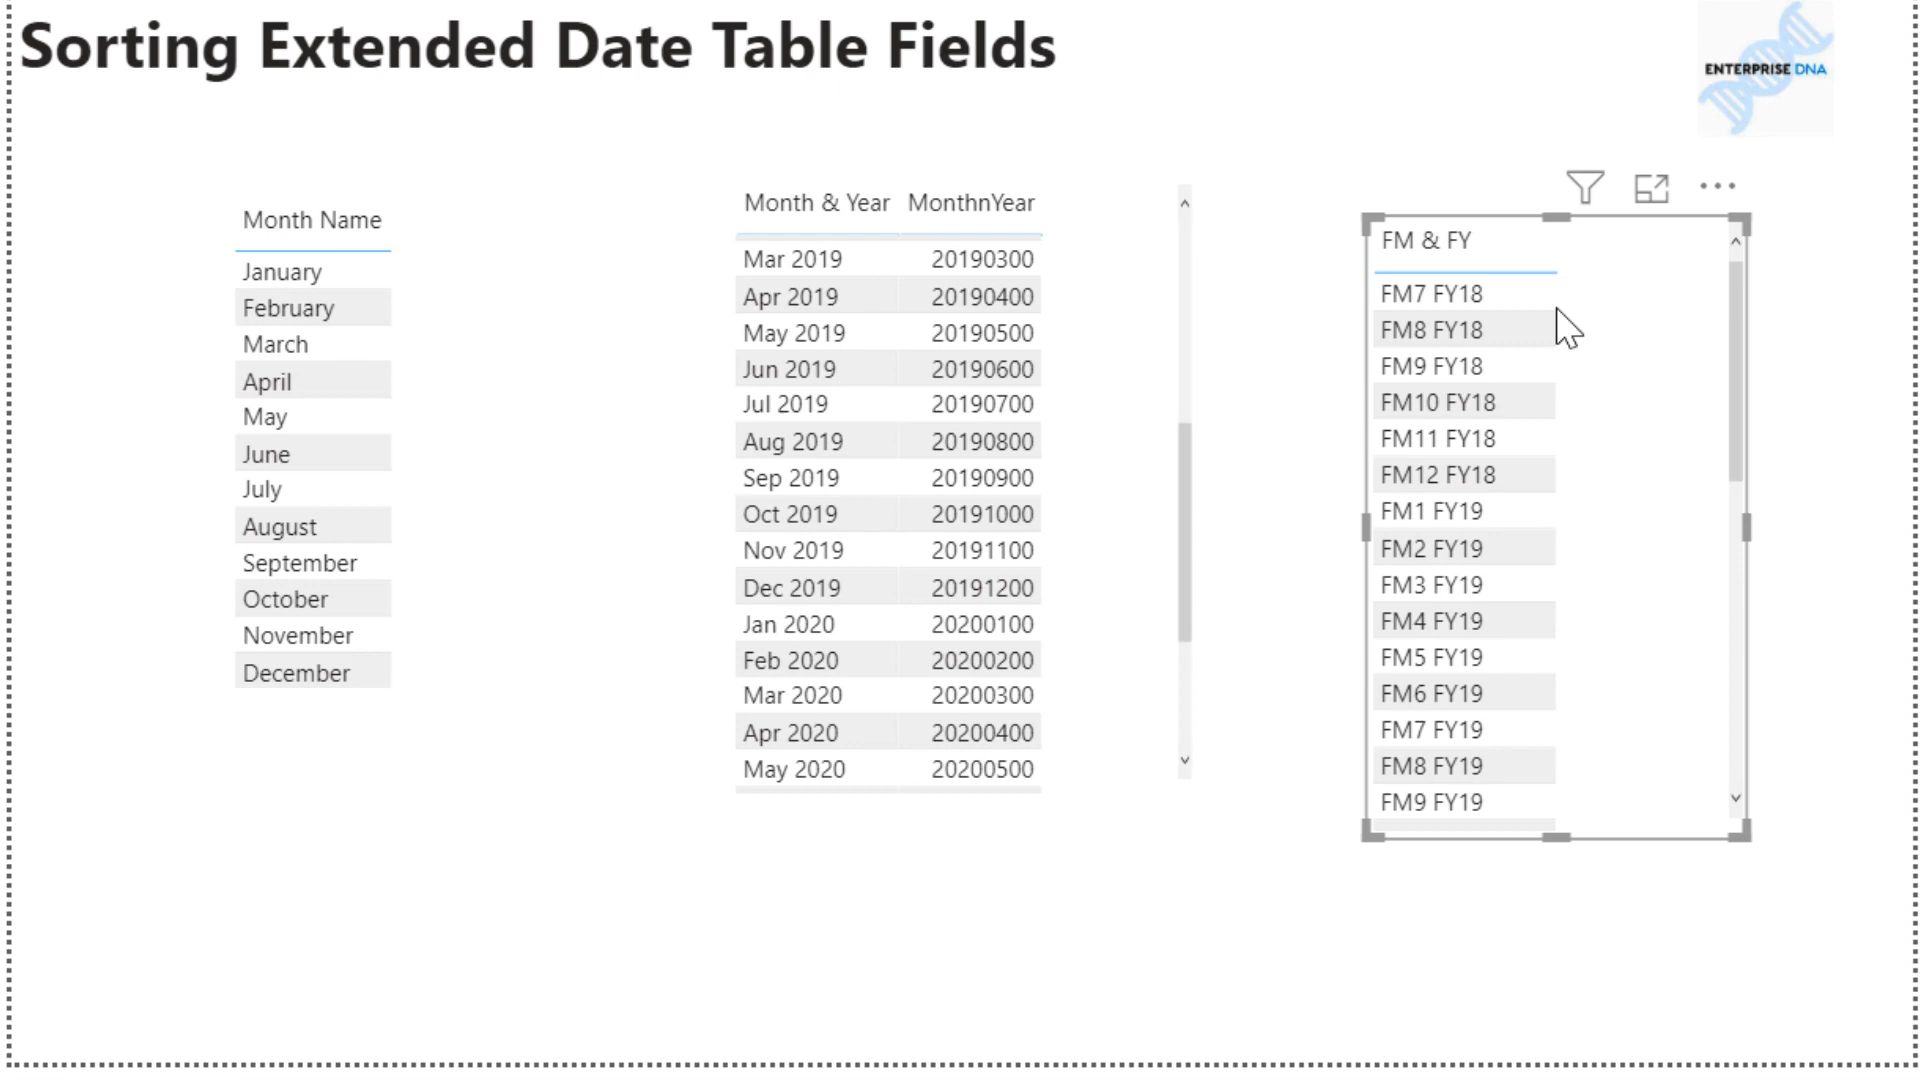 Sorting Extended Date Table Fields
ENTERPRISE DNA
Month Name
January
February
March
April
May
June
July
August
September
October
November
December
Month & Year MonthnYear
Mar 2019 20190300
Apr 2019 20190400
May 2019 20190500
Jun 2019 20190600
Jul 2019 20190700
Aug 2019 20190800
Sep 2019 20190900
Oct 2019 20191000
Nov 2019 20191100
Dec 2019 20191200
Jan 2020 20200100
Feb 2020 20200200
Mar 2020 20200300
Apr 2020 20200400
May 2020 20200500
FM & FY
FM7 FY18
FM8 FY18
FM9 FY18
FM10 FY18
FM11 FY18
FM12 FY18
FM1 FY19
FM2 FY19
FM3 FY19
FM4 FY19
FM5 FY19
FM6 FY19
FM7 FY19
FM8 FY19
FM9 FY19